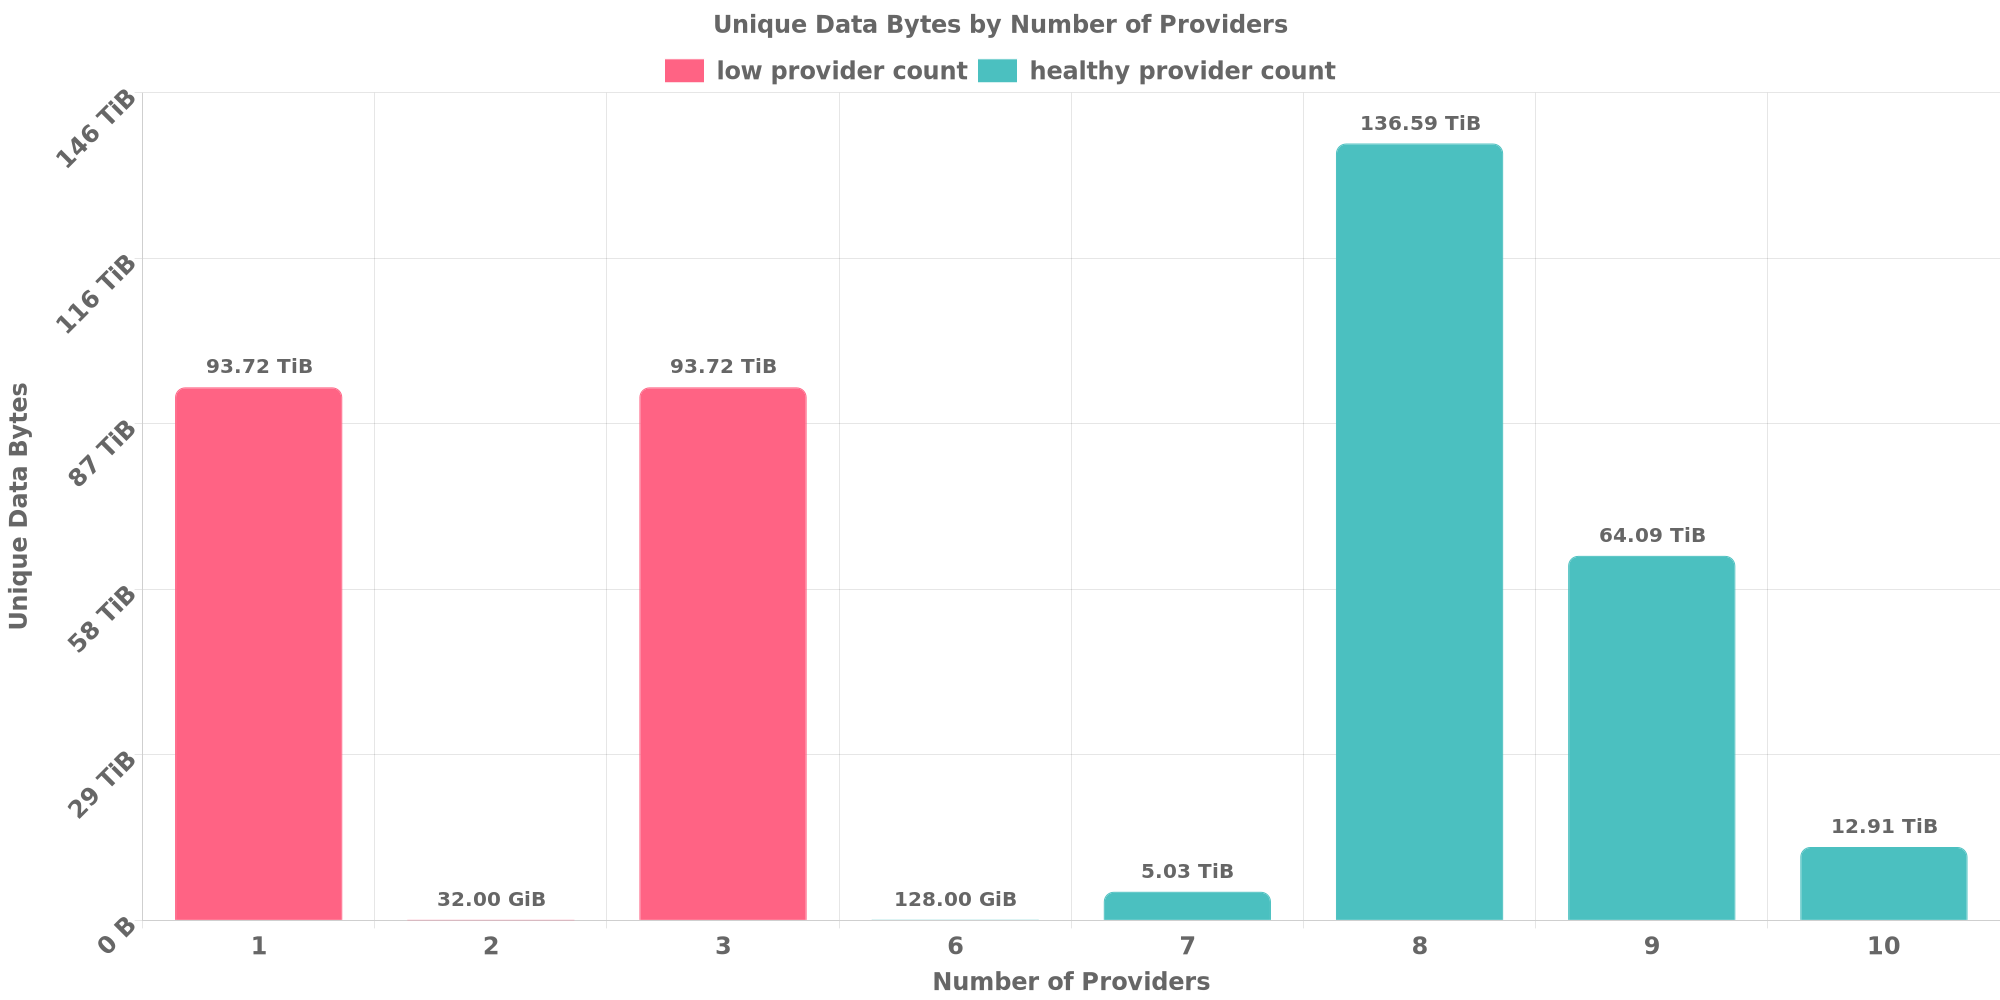 Unique Data Bytes by Number of Providers
low provider count
healthy provider count
146 TiB
116 TiB
87 TiB
58 TiB
29 TiB
0 B
Unique Data Bytes
93.72 TiB
32.00 GiB
93.72 TiB
128.00 GiB
5.03 TiB
136.59 TiB
64.09 TiB
12.91 TiB
1 2 3 6 7 8 9 10
Number of Providers